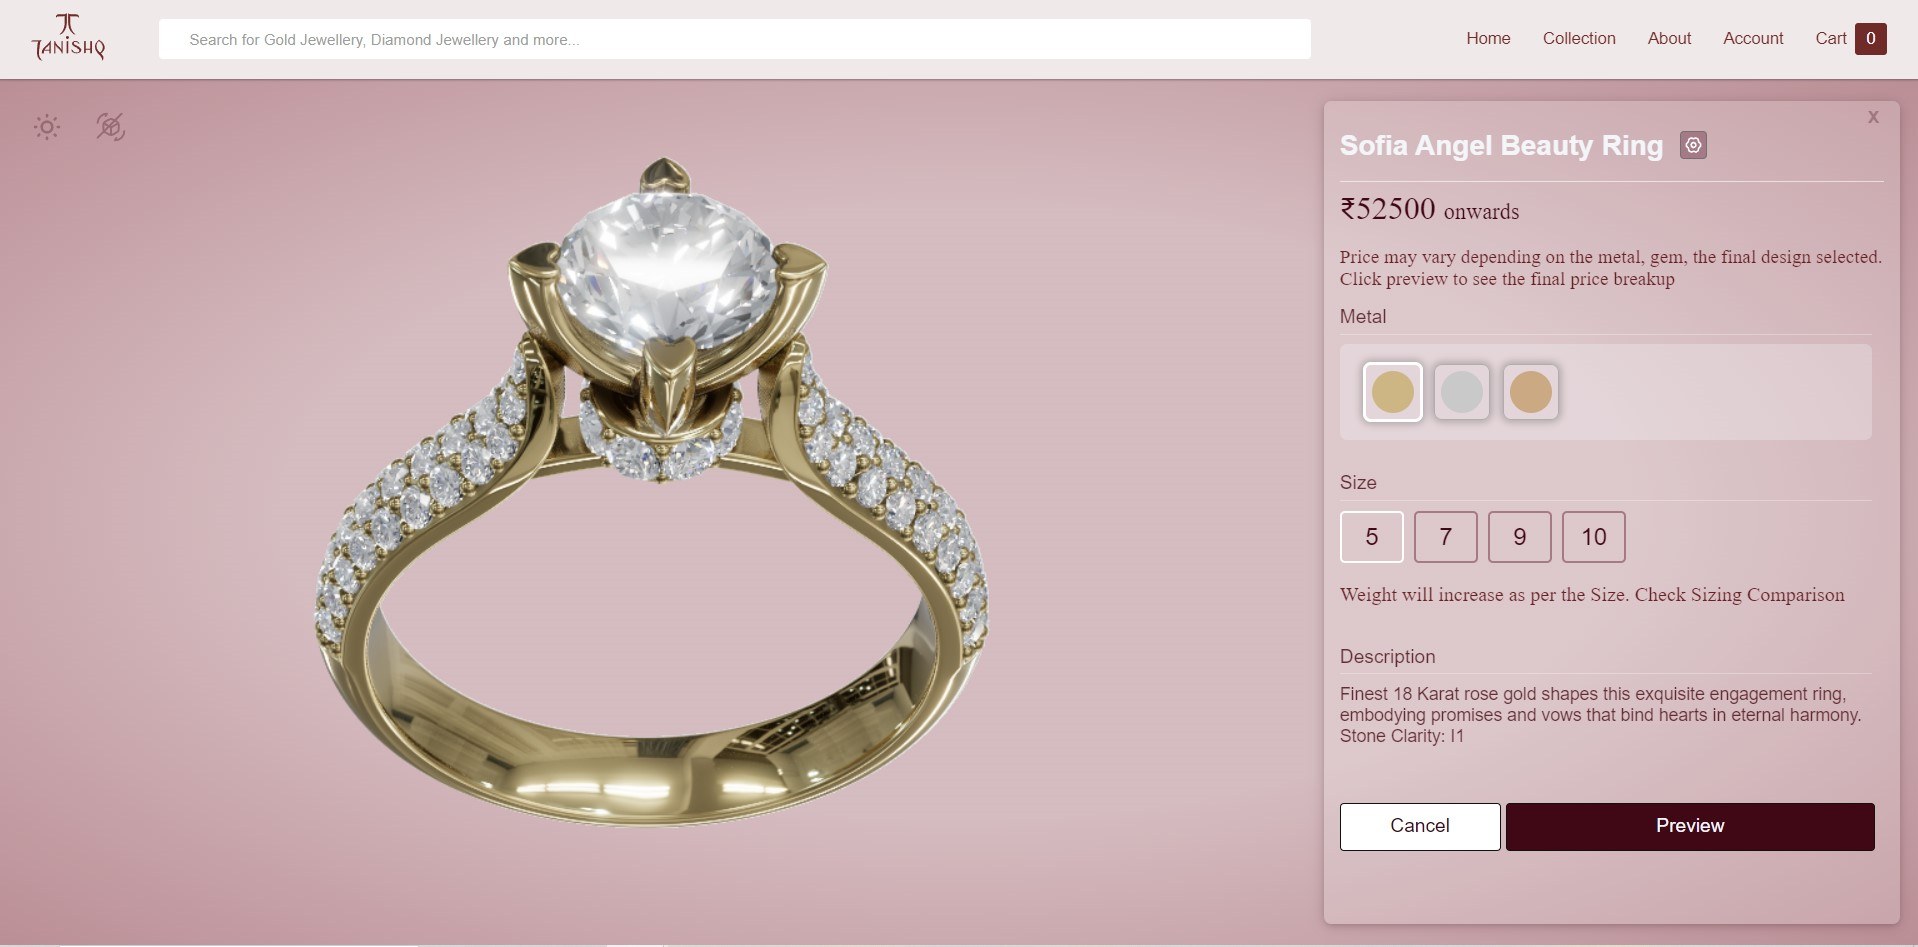 TANISHQ
Search for Gold Jewellery, Diamond Jewellery and more...
Home Collection About Account Cart 0
X
Sofia Angel Beauty Ring
₹52500 onwards
Price may vary depending on the metal, gem, the final design selected.
Click preview to see the final price breakup
Metal
Size
5 7 9 10
Weight will increase as per the Size. Check Sizing Comparison
Description
Finest 18 Karat rose gold shapes this exquisite engagement ring,
embodying promises and vows that bind hearts in eternal harmony.
Stone Clarity: I1
Cancel Preview